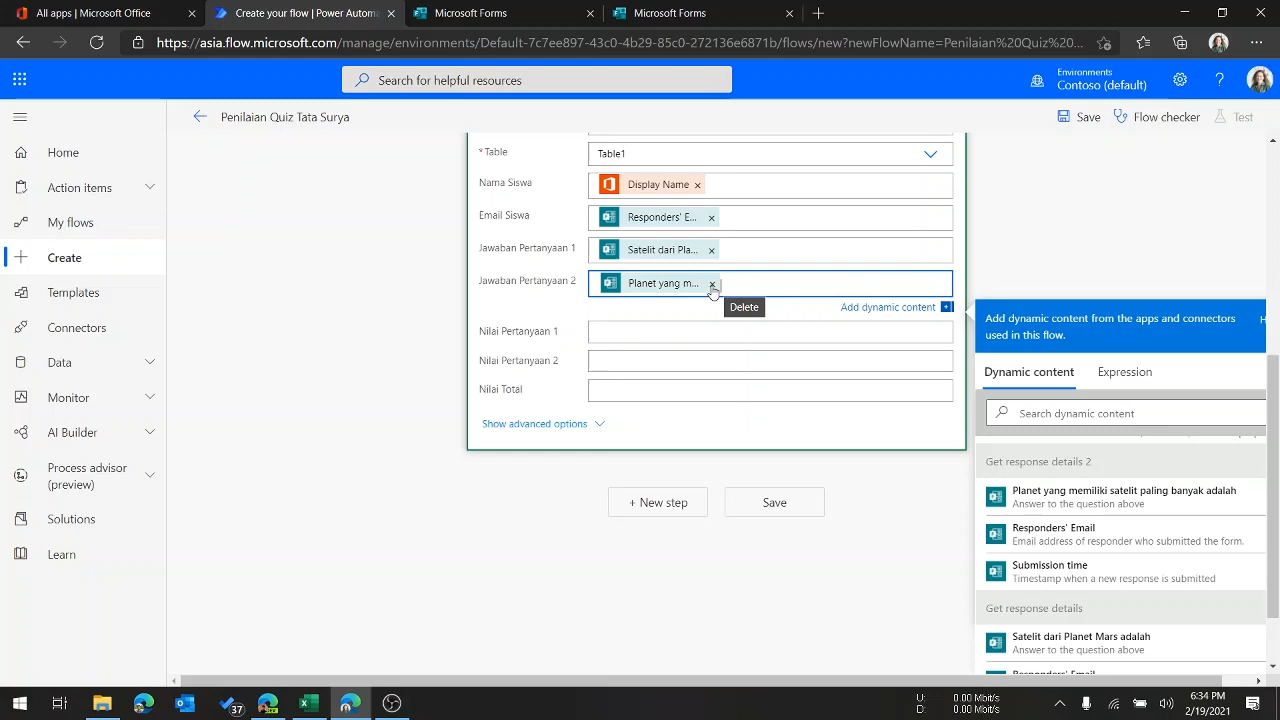 All apps | Microsoft Office
Create your flow | Power Automa
Microsoft Forms
Microsoft Forms
https://asia.flow.microsoft.com/manage/environments/Default-7c7ee897-43c0-4b29-85c0-272136e6871b/flows/new?newFlowName=Penilaian%20Quiz%20...
Search for helpful resources
Environments
Contoso (default)
Penilaian Quiz Tata Surya
Save
Flow checker
Test
Home
Action items
My flows
Create
Templates
Connectors
Data
Monitor
AI Builder
Process advisor
(preview)
Solutions
Learn
*Table
Table1
Nama Siswa
Display Name ×
Email Siswa
Responders' E... ×
Jawaban Pertanyaan 1
Satelit dari Pla... ×
Jawaban Pertanyaan 2
Planet yang m... ×
Delete
Add dynamic content
Nilai Pertanyaan 1
Nilai Pertanyaan 2
Nilai Total
Show advanced options
+ New step
Save
Add dynamic content from the apps and connectors
used in this flow.
H
Dynamic content
Expression
Search dynamic content
Get response details 2
Planet yang memiliki satelit paling banyak adalah
Answer to the question above
Responders' Email
Email address of responder who submitted the form.
Submission time
Timestamp when a new response is submitted
Get response details
Satelit dari Planet Mars adalah
Answer to the question above
Responders' Email
37
U: 0.00 Mbit/s
D: 0.00 Mbit/s
6:34 PM
2/19/2021